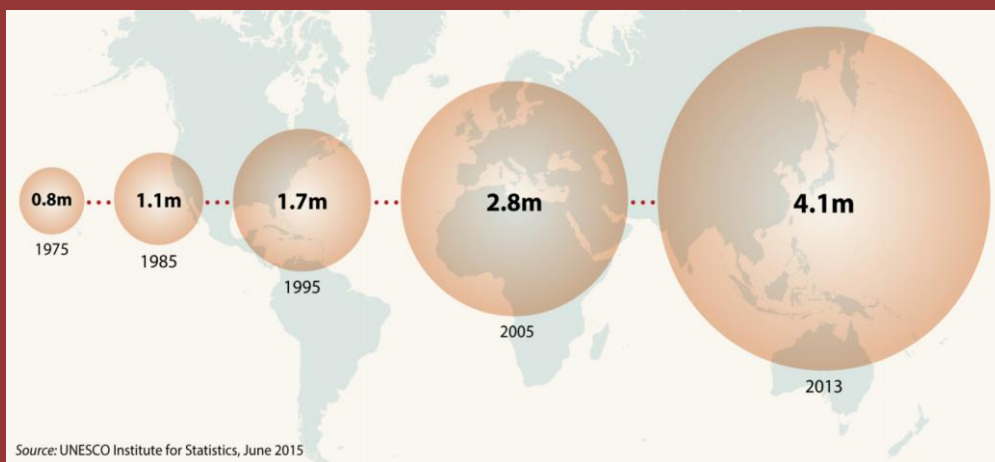 0.8m
1975
1.1m
1985
1.7m
1995
2.8m
2005
4.1m
2013
Source: UNESCO Institute for Statistics, June 2015